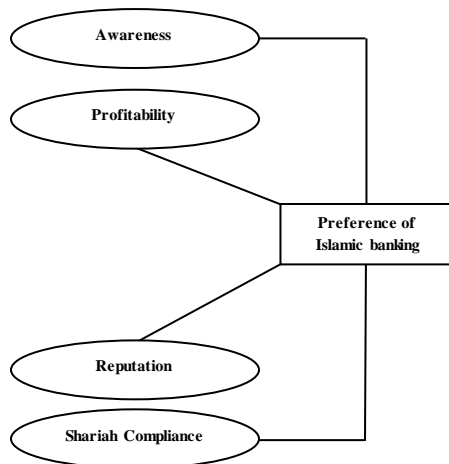 Awareness
Profitability
Preference of
Islamic banking
Reputation
Shariah Compliance